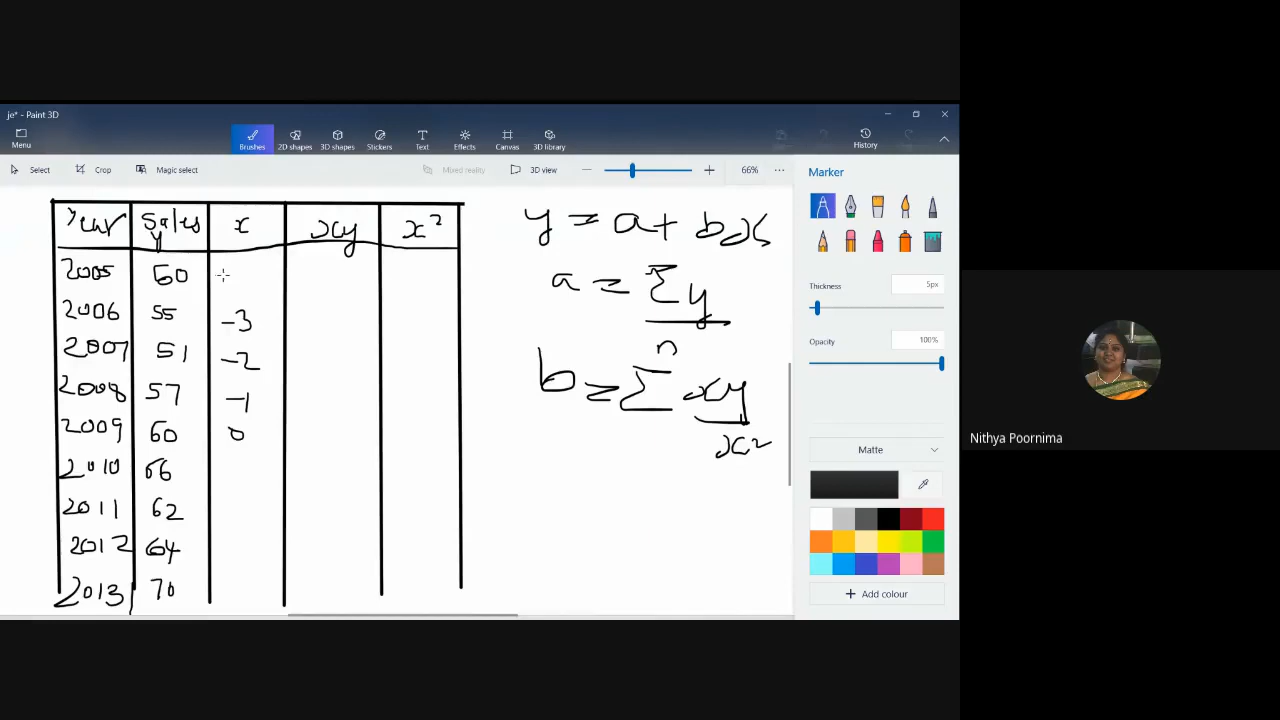 je* - Paint 3D
Menu
Brushes 2D shapes 3D shapes Stickers Text Effects Canvas 3D library History
Select Crop Magic select Mixed reality 3D view 66%
Marker
Thickness 5px
Opacity 100%
Matte
Add colour
Year Sales y x xy x²
2005 50
2006 55 -3
2007 51 -2
2008 57 -1
2009 60 0
2010 66
2011 62
2012 64
2013 70
y = a + bx
a = Σy
n
b = Σ xy
x²
Nithya Poornima